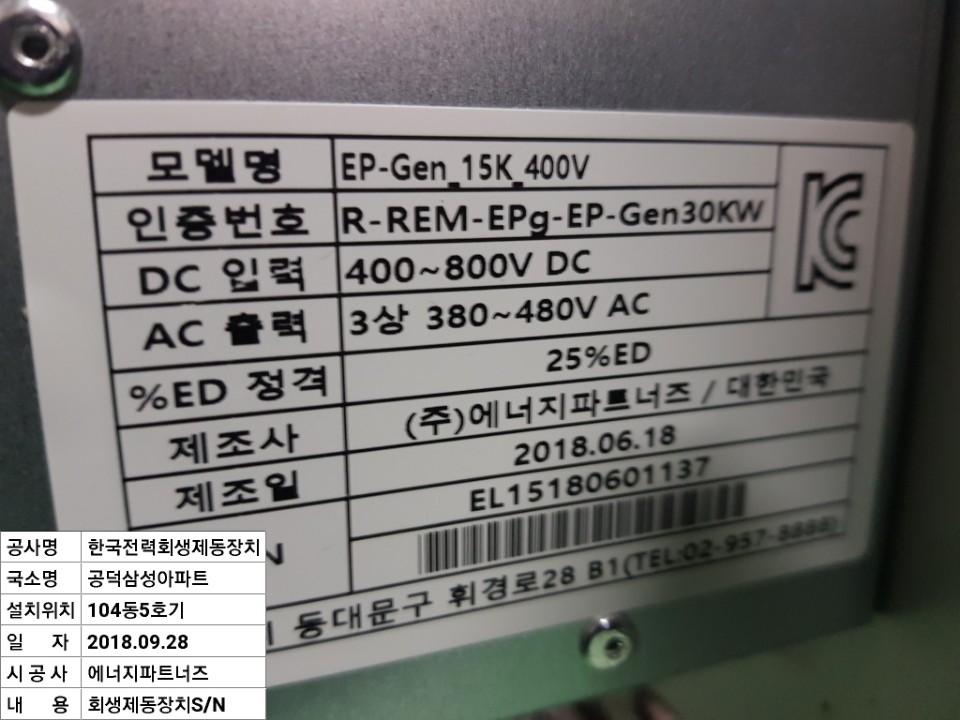 모델명 EP-Gen_15K_400V
인증번호 R-REM-EPg-EP-Gen30KW
DC 입력 400~800V DC
AC 출력 3상 380~480V AC
%ED 정격 25%ED
제조사 (주)에너지파트너즈 / 대한민국
제조일 2018.06.18
N EL15180601137
동대문구 휘경로28 B1(TEL:02-957-8888)
공사명 한국전력회생제동장치
국소명 공덕삼성아파트
설치위치 104동5호기
일 자 2018.09.28
시 공 사 에너지파트너즈
내 용 회생제동장치S/N